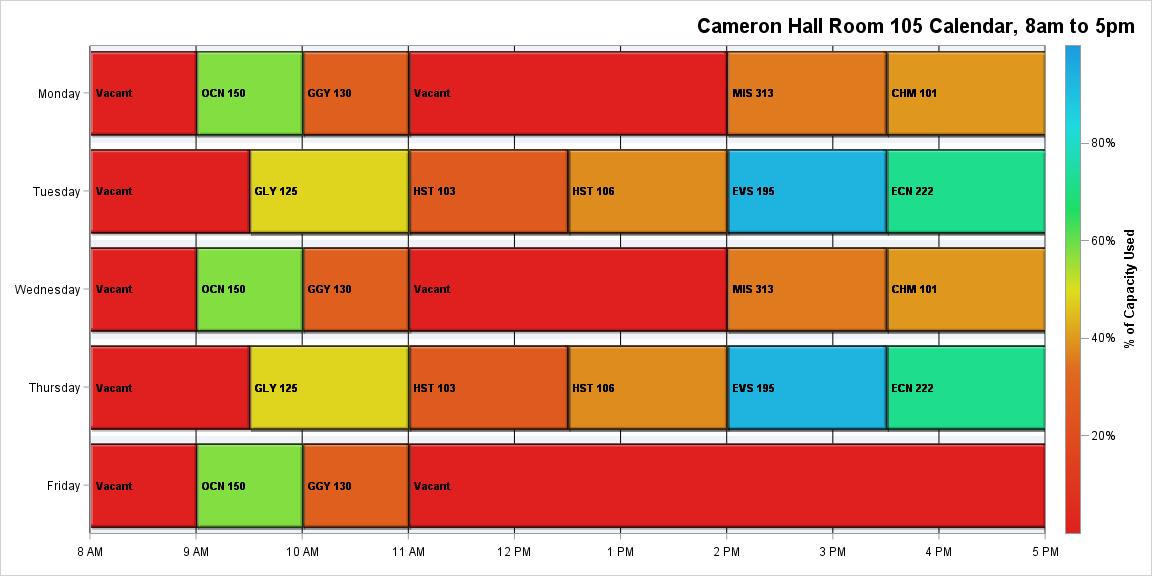 Cameron Hall Room 105 Calendar, 8am to 5pm
Monday Vacant OCN 150 GGY 130 Vacant MIS 313 CHM 101
80%
Tuesday Vacant GLY 125 HST 103 HST 106 EVS 195 ECN 222
60%
Wednesday Vacant OCN 150 GGY 130 Vacant MIS 313 CHM 101
% of Capacity Used
40%
Thursday Vacant GLY 125 HST 103 HST 106 EVS 195 ECN 222
20%
Friday Vacant OCN 150 GGY 130 Vacant
8 AM 9 AM 10 AM 11 AM 12 PM 1 PM 2 PM 3 PM 4 PM 5 PM